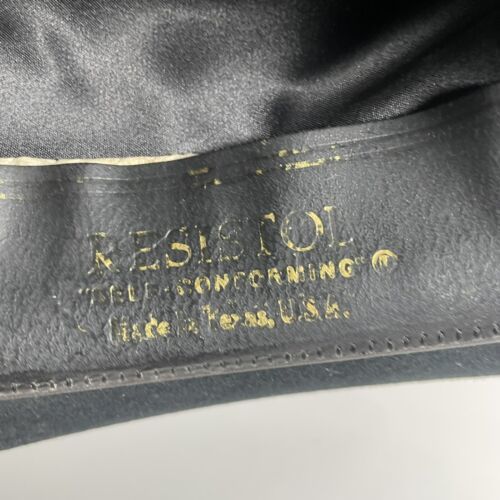 RESISTOL
"SELF-CONFORMING" ®
Made in Texas, U.S.A.